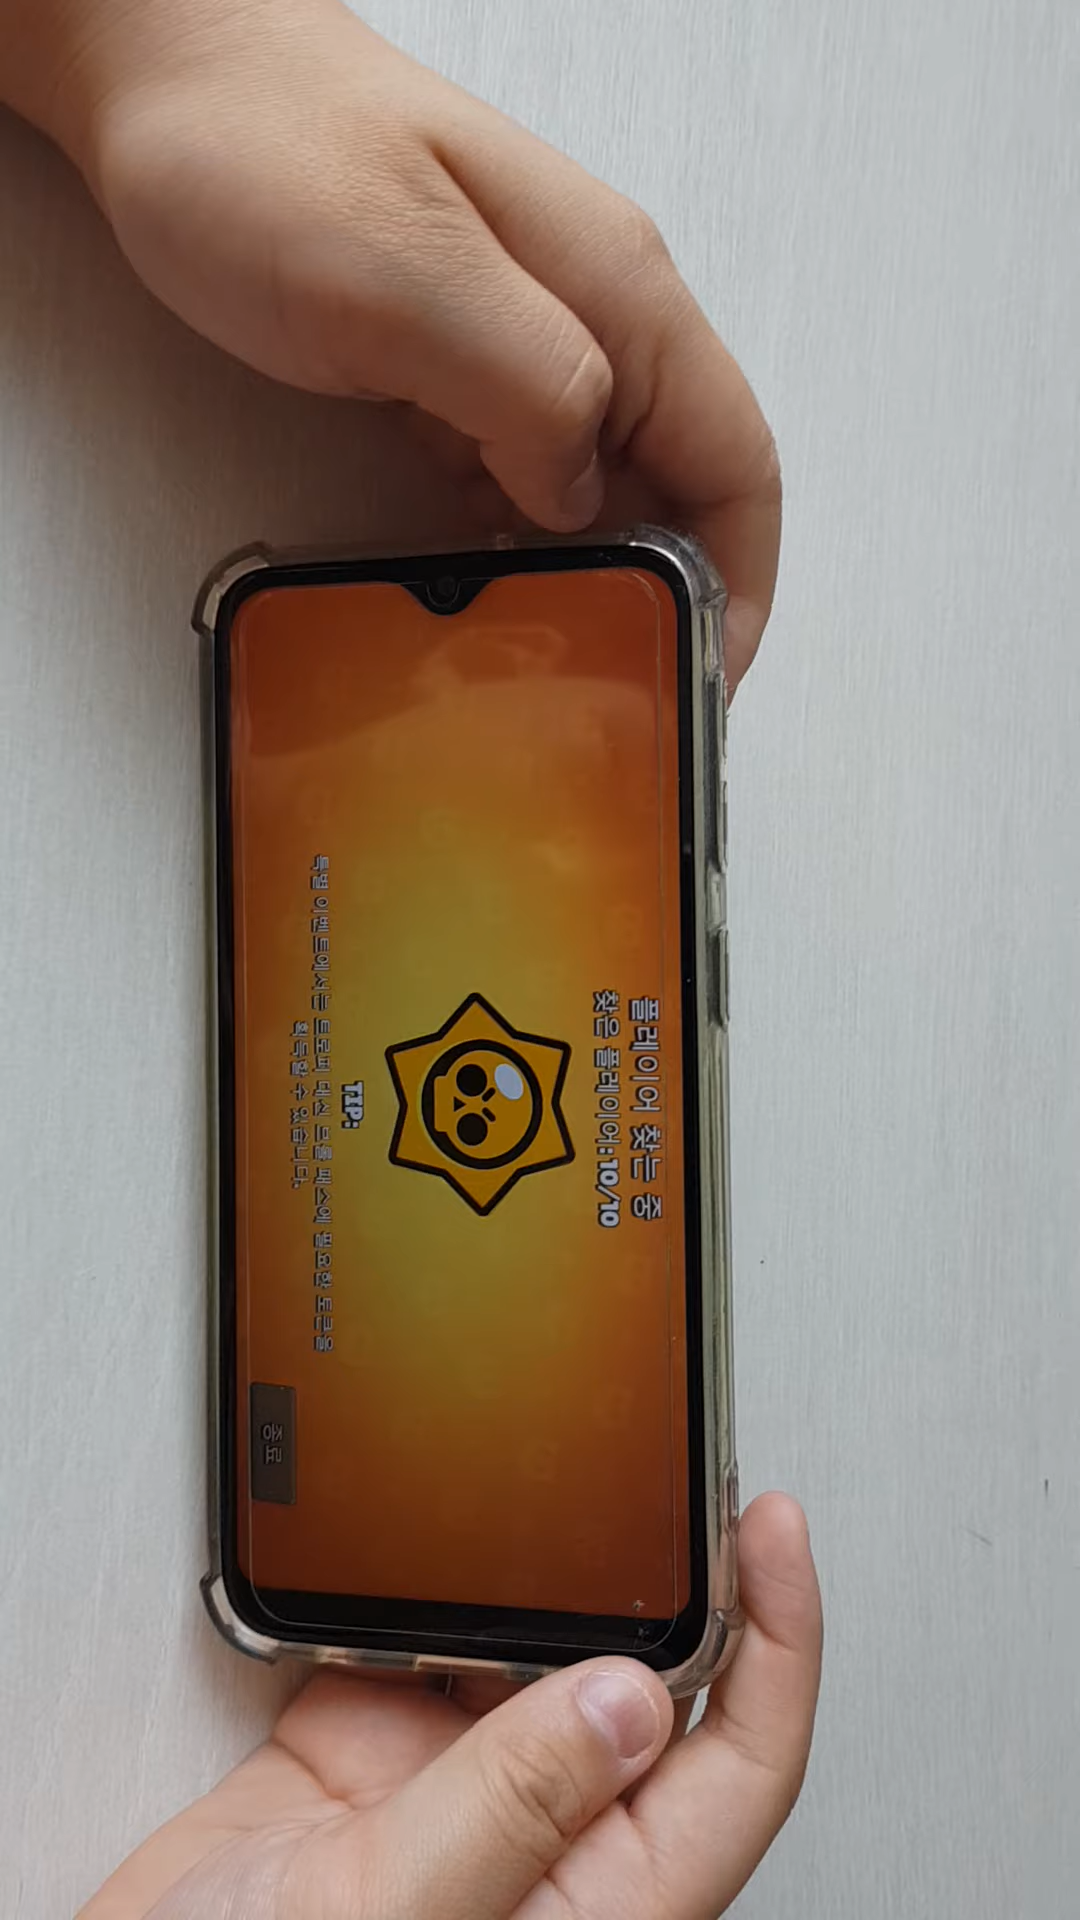 플레이어 찾는 중
찾은 플레이어: 10/10
TIP:
특별 이벤트에서는 트로피 대신 브롤 패스에 필요한 토큰을
획득할 수 있습니다.
종료